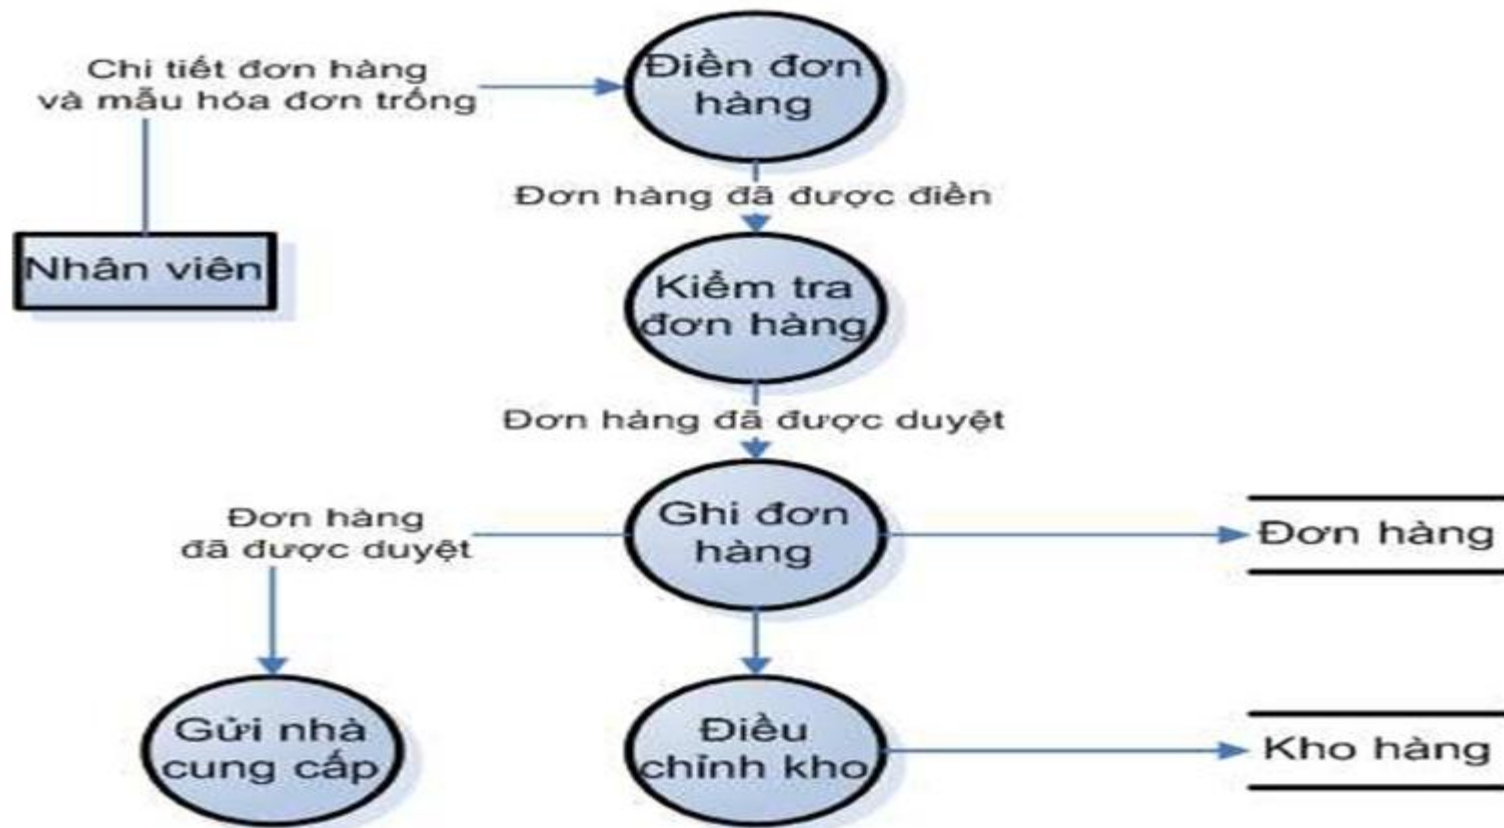 Chi tiết đơn hàng
và mẫu hóa đơn trống
Điền đơn
hàng
Đơn hàng đã được điền
Nhân viên
Kiểm tra
đơn hàng
Đơn hàng đã được duyệt
Ghi đơn
hàng
Đơn hàng
đã được duyệt
Đơn hàng
Gửi nhà
cung cấp
Điều
chỉnh kho
Kho hàng